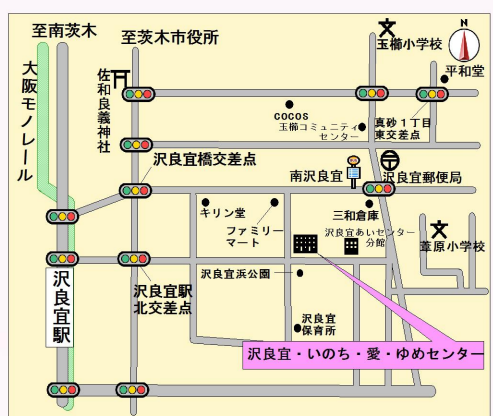 至南茨木
至茨木市役所
N
玉櫛小学校
平和堂
大阪モノレール
佐和良義神社
COCOS
玉櫛コミュニティ
センター
真砂1丁目
東交差点
沢良宜橋交差点
南沢良宜
沢良宜郵便局
キリン堂
三和倉庫
ファミリー
マート
沢良宜あいセンター
分館
葦原小学校
沢良宜浜公園
沢良宜駅
沢良宜駅
北交差点
沢良宜
保育所
沢良宜・いのち・愛・ゆめセンター